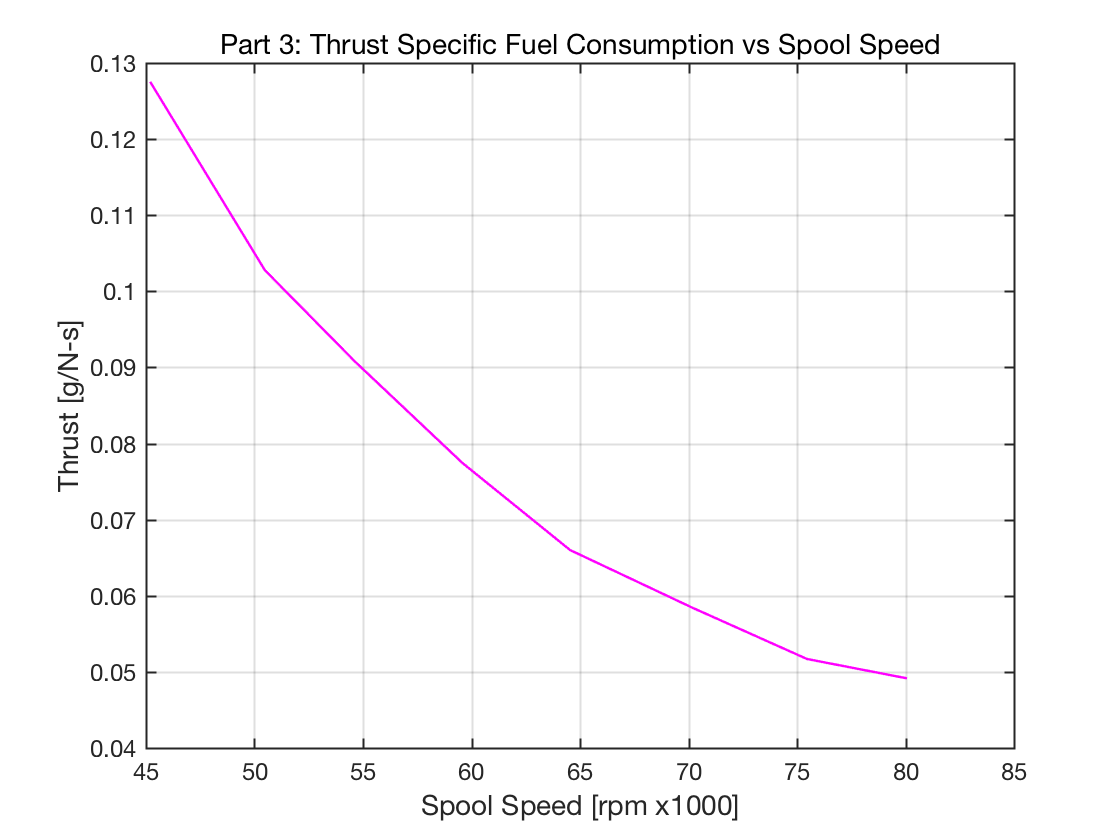 Part 3: Thrust Specific Fuel Consumption vs Spool Speed
Thrust [g/N-s]
0.13
0.12
0.11
0.1
0.09
0.08
0.07
0.06
0.05
0.04
45 50 55 60 65 70 75 80 85
Spool Speed [rpm x1000]